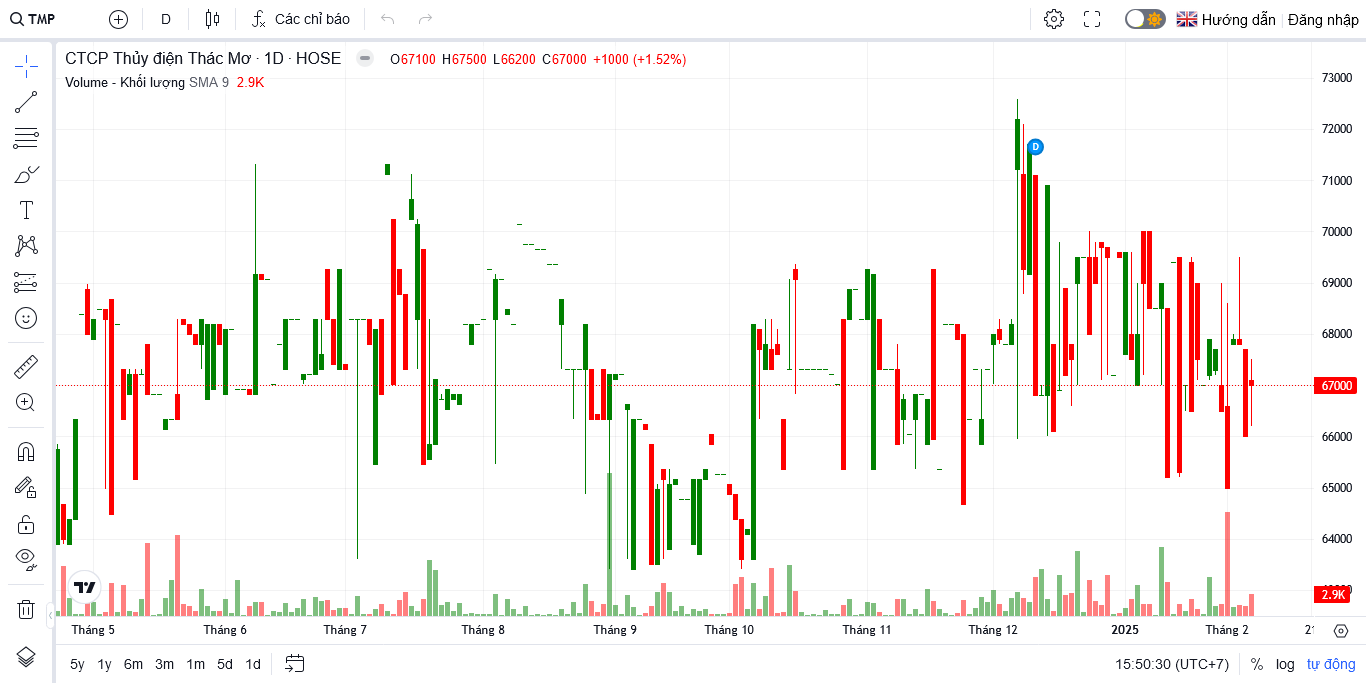 TMP D Các chỉ báo Hướng dẫn Đăng nhập
CTCP Thủy điện Thác Mơ · 1D · HOSE O67100 H67500 L66200 C67000 +1000 (+1.52%)
Volume - Khối lượng SMA 9 2.9K
73000
72000
D
71000
70000
69000
68000
67000
66000
65000
64000
2.9K
Tháng 5 Tháng 6 Tháng 7 Tháng 8 Tháng 9 Tháng 10 Tháng 11 Tháng 12 2025 Tháng 2
5y 1y 6m 3m 1m 5d 1d 15:50:30 (UTC+7) % log tự động